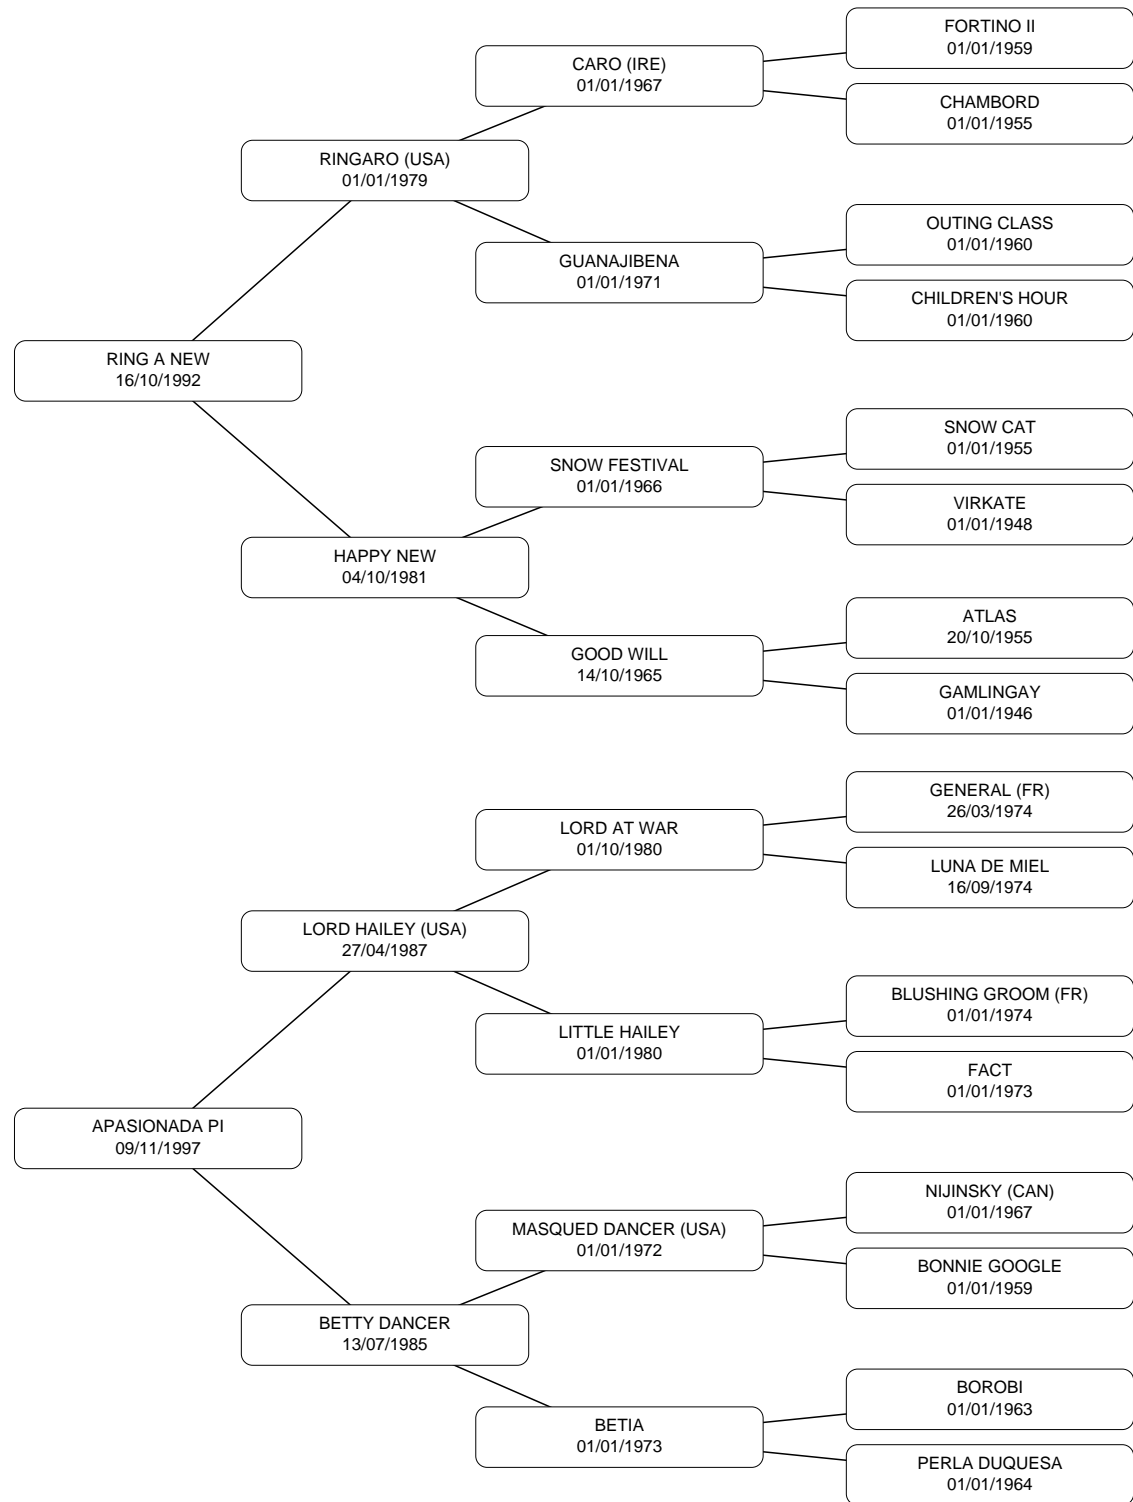 FORTINO II
01/01/1959
CARO (IRE)
01/01/1967
CHAMBORD
01/01/1955
RINGARO (USA)
01/01/1979
OUTING CLASS
01/01/1960
GUANAJIBENA
01/01/1971
CHILDREN'S HOUR
01/01/1960
RING A NEW
16/10/1992
SNOW CAT
01/01/1955
SNOW FESTIVAL
01/01/1966
VIRKATE
01/01/1948
HAPPY NEW
04/10/1981
ATLAS
20/10/1955
GOOD WILL
14/10/1965
GAMLINGAY
01/01/1946
GENERAL (FR)
26/03/1974
LORD AT WAR
01/10/1980
LUNA DE MIEL
16/09/1974
LORD HAILEY (USA)
27/04/1987
BLUSHING GROOM (FR)
01/01/1974
LITTLE HAILEY
01/01/1980
FACT
01/01/1973
APASIONADA PI
09/11/1997
NIJINSKY (CAN)
01/01/1967
MASQUED DANCER (USA)
01/01/1972
BONNIE GOOGLE
01/01/1959
BETTY DANCER
13/07/1985
BOROBI
01/01/1963
BETIA
01/01/1973
PERLA DUQUESA
01/01/1964